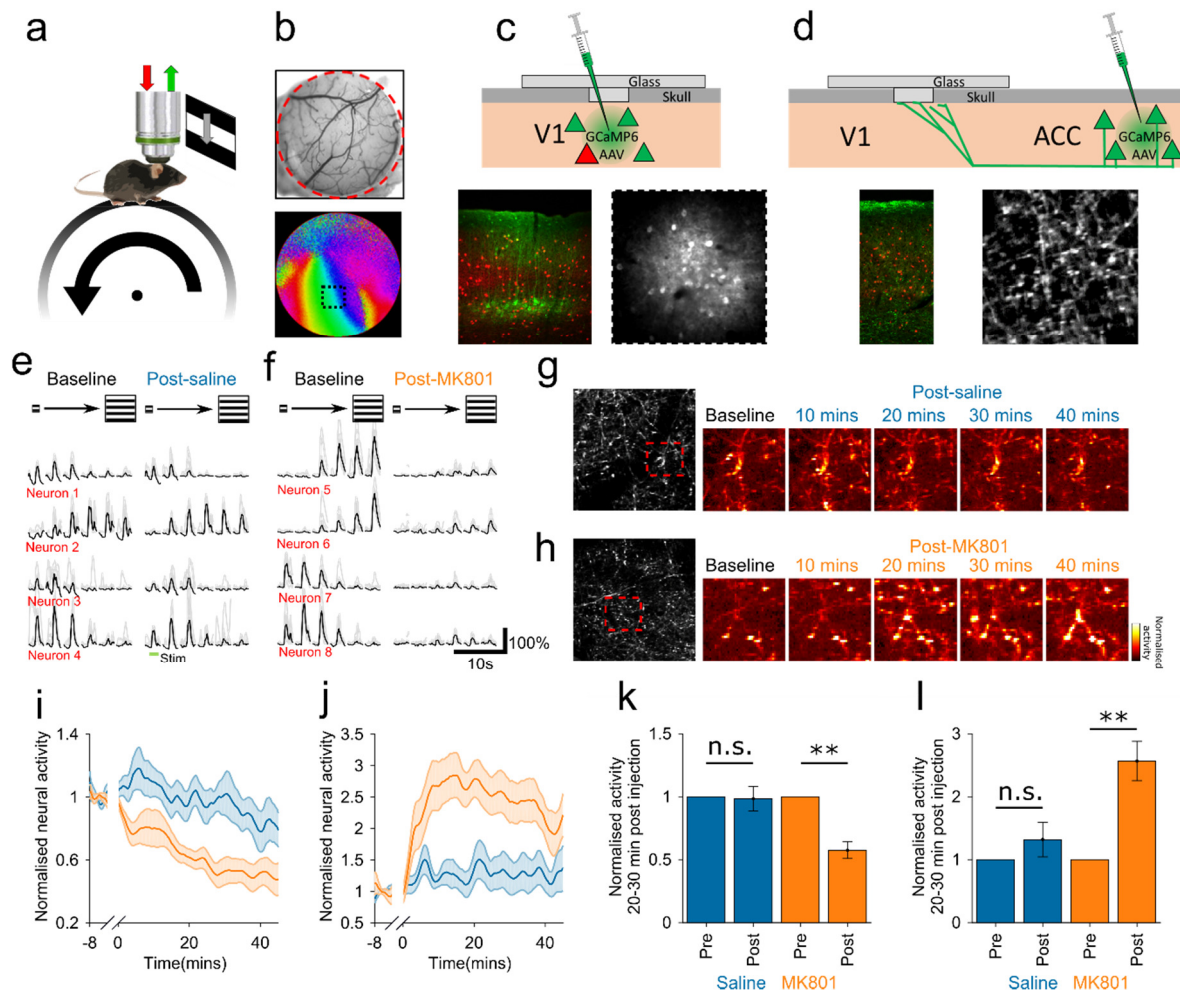 a
b
c
d
Glass
Skull
V1
GCaMP6
AAV
Glass
Skull
V1
ACC
GCaMP6
AAV
e
f
g
Baseline
Post-saline
Baseline
Post-MK801
Neuron 1
Neuron 2
Neuron 3
Neuron 4
Stim
Neuron 5
Neuron 6
Neuron 7
Neuron 8
100%
10s
Post-saline
Baseline
10 mins
20 mins
30 mins
40 mins
h
Post-MK801
Baseline
10 mins
20 mins
30 mins
40 mins
Normalised
activity
i
Normalised neural activity
1.4
1
0.6
0.2
-8
0
20
40
Time(mins)
j
Normalised neural activity
3.5
3
2.5
2
1.5
1
0.5
-8
0
20
40
Time(mins)
k
Normalised activity
20-30 min post injection
1.5
1
0.5
0
n.s.
**
Pre
Post
Pre
Post
Saline
MK801
l
Normalised activity
20-30 min post injection
3
2
1
0
n.s.
**
Pre
Post
Pre
Post
Saline
MK801